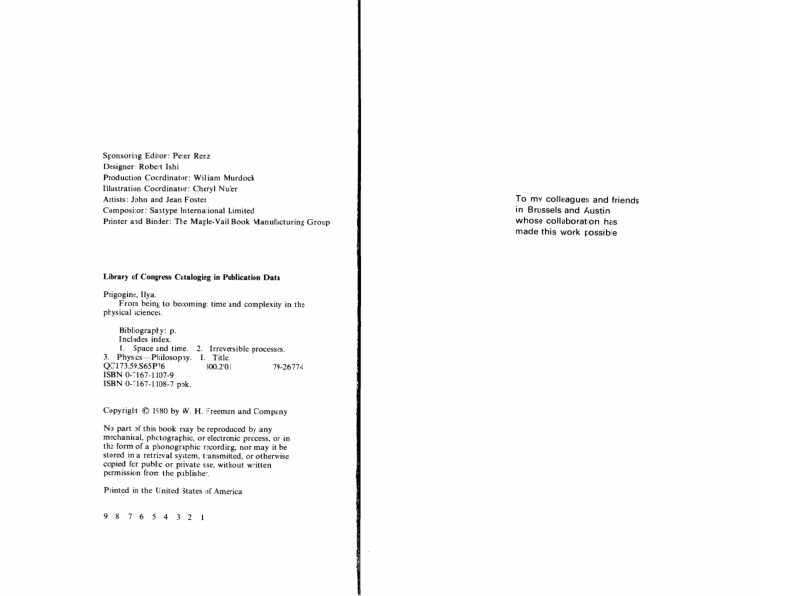 Sponsoring Editor: Peter Renz
Designer: Robert Ishi
Production Coordinator: William Murdock
Illustration Coordinator: Cheryl Nufer
Artists: John and Jean Foster
Compositor: Santype International Limited
Printer and Binder: The Maple-Vail Book Manufacturing Group
Library of Congress Cataloging in Publication Data
Prigogine, Ilya.
From being to becoming: time and complexity in the
physical sciences.
Bibliography: p.
Includes index.
1. Space and time. 2. Irreversible processes.
3. Physics—Philosophy. I. Title.
QC173.59.S65P76 500.2'01 79-26774
ISBN 0-7167-1107-9
ISBN 0-7167-1108-7 pbk.
Copyright © 1980 by W. H. Freeman and Company
No part of this book may be reproduced by any
mechanical, photographic, or electronic process, or in
the form of a phonographic recording, nor may it be
stored in a retrieval system, transmitted, or otherwise
copied for public or private use, without written
permission from the publisher.
Printed in the United States of America
9 8 7 6 5 4 3 2 1
To my colleagues and friends
in Brussels and Austin
whose collaboration has
made this work possible